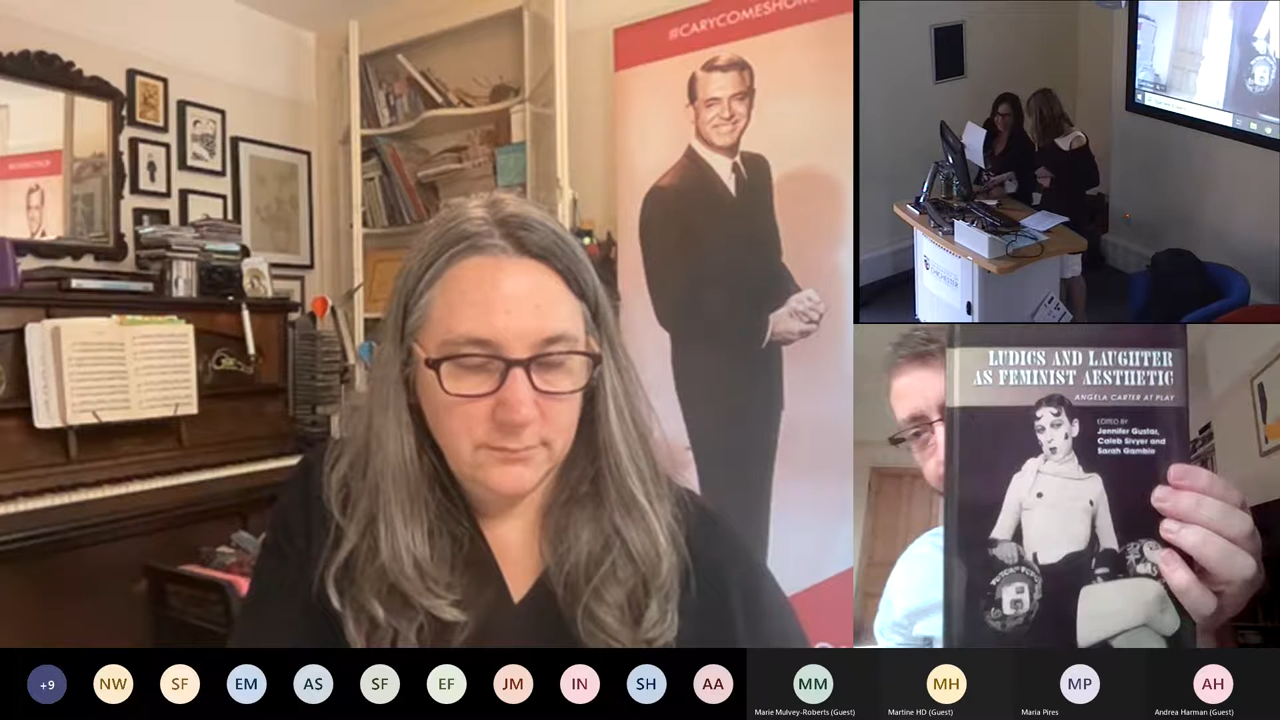 #CARYCOMESHOME
CHICHESTER
LUDICS AND LAUGHTER
AS FEMINIST AESTHETIC
ANGELA CARTER AT PLAY
EDITED BY
Jennifer Gustar,
Caleb Sivyer and
Sarah Gamble
+9
NW
SF
EM
AS
SF
EF
JM
IN
SH
AA
MM
Marie Mulvey-Roberts (Guest)
MH
Martine HD (Guest)
MP
Maria Pires
AH
Andrea Harman (Guest)